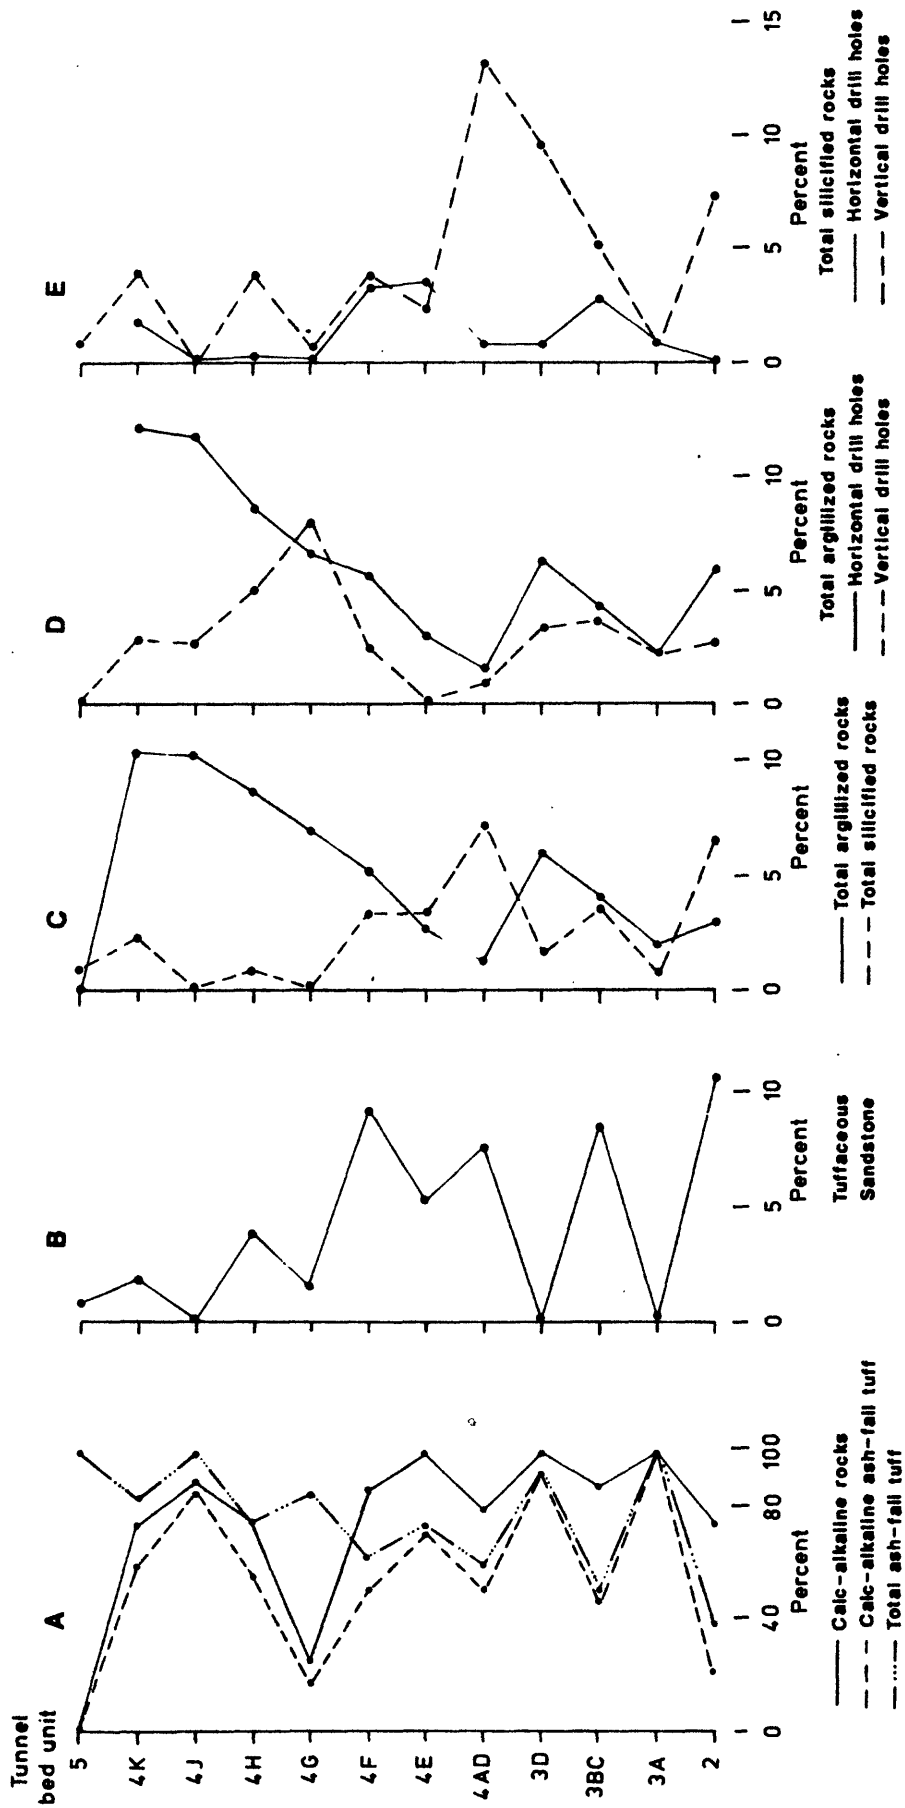 Tunnel
bed unit
5
4K
4J
4H
4G
4F
4E
4AD
3D
3BC
3A
2
A
0
40
80
100
Percent
Calc-alkaline rocks
Calc-alkaline ash-fall tuff
Total ash-fall tuff
B
0
5
10
Percent
Tuffaceous
Sandstone
C
0
5
10
Percent
Total argillized rocks
Total silicified rocks
D
0
5
10
Percent
Total argillized rocks
Horizontal drill holes
Vertical drill holes
E
0
5
10
15
Percent
Total silicified rocks
Horizontal drill holes
Vertical drill holes